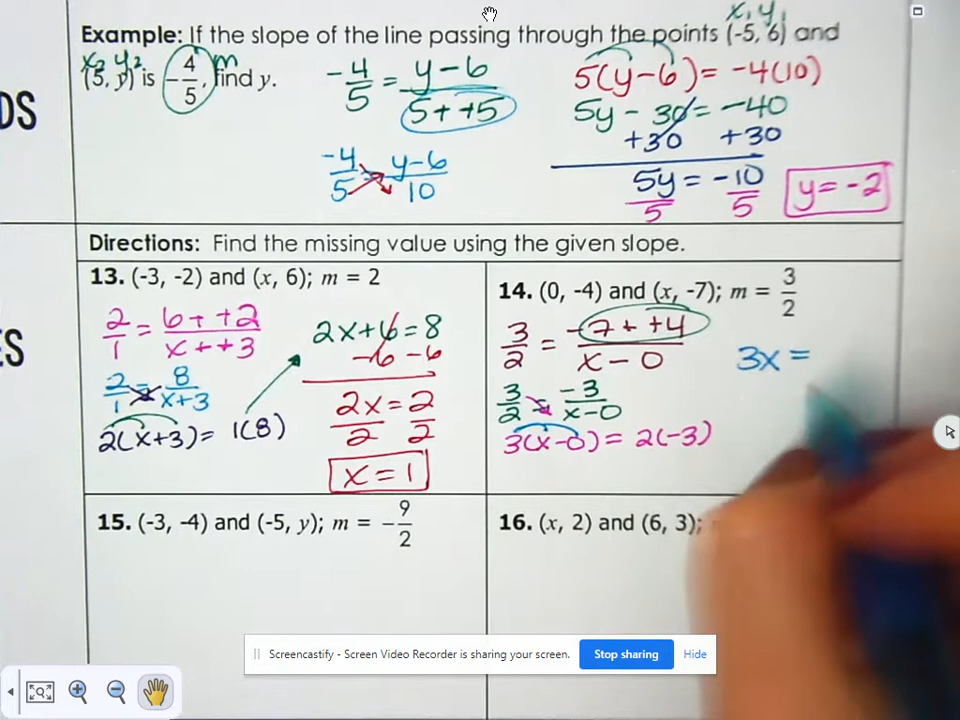 x, y,
Example: If the slope of the line passing through the points (-5, 6) and
x₂ y₂ m
(5, y) is -4/5, find y.
-4/5 = y-6/5++5
-4/5 = y-6/10
5(y-6) = -4(10)
5y - 30 = -40
+30 +30
5y = -10
5 5
y = -2
DS
Directions: Find the missing value using the given slope.
13. (-3, -2) and (x, 6); m = 2
2/1 = 6++2/x++3
2/1 = 8/x+3
2(x+3) = 1(8)
2x+6=8
-6 -6
2x = 2
2 2
x = 1
14. (0, -4) and (x, -7); m = 3/2
3/2 = -7++4/x-0
3/2 = -3/x-0
3(x-0) = 2(-3)
3x =
ES
15. (-3, -4) and (-5, y); m = -9/2
16. (x, 2) and (6, 3);
Screencastify - Screen Video Recorder is sharing your screen.
Stop sharing
Hide